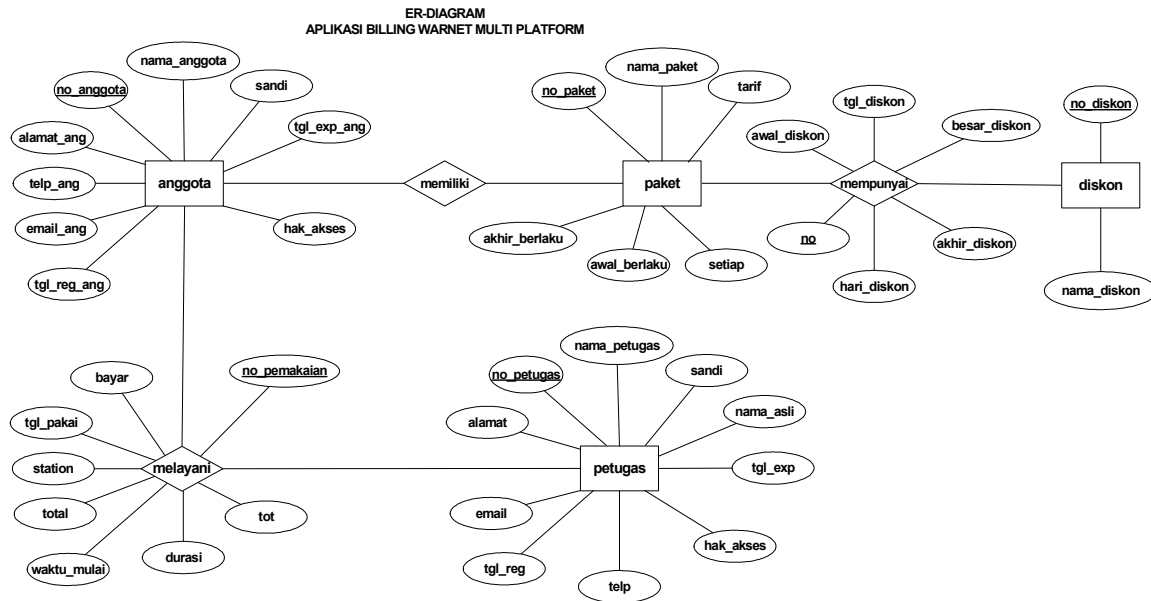 ER-DIAGRAM
APLIKASI BILLING WARNET MULTI PLATFORM
nama_anggota
no_anggota
sandi
alamat_ang
tgl_exp_ang
anggota
telp_ang
email_ang
hak_akses
tgl_reg_ang
memiliki
nama_paket
no_paket
tarif
paket
akhir_berlaku
awal_berlaku
setiap
tgl_diskon
awal_diskon
besar_diskon
mempunyai
no
akhir_diskon
hari_diskon
no_diskon
diskon
nama_diskon
bayar
no_pemakaian
tgl_pakai
station
melayani
total
tot
waktu_mulai
durasi
nama_petugas
no_petugas
sandi
alamat
nama_asli
petugas
tgl_exp
email
hak_akses
tgl_reg
telp